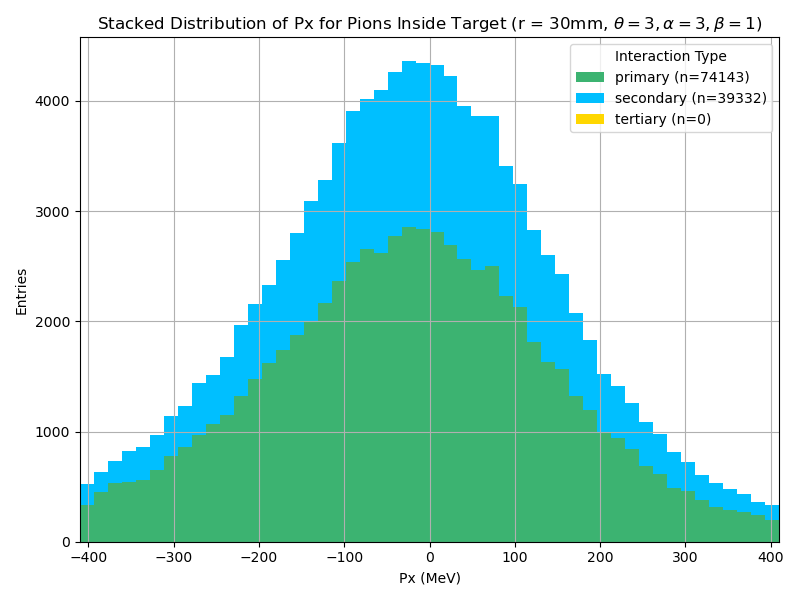 Stacked Distribution of Px for Pions Inside Target (r = 30mm, θ = 3, α = 3, β = 1)
Interaction Type
primary (n=74143)
secondary (n=39332)
tertiary (n=0)
4000
3000
2000
1000
0
Entries
−400 −300 −200 −100 0 100 200 300 400
Px (MeV)